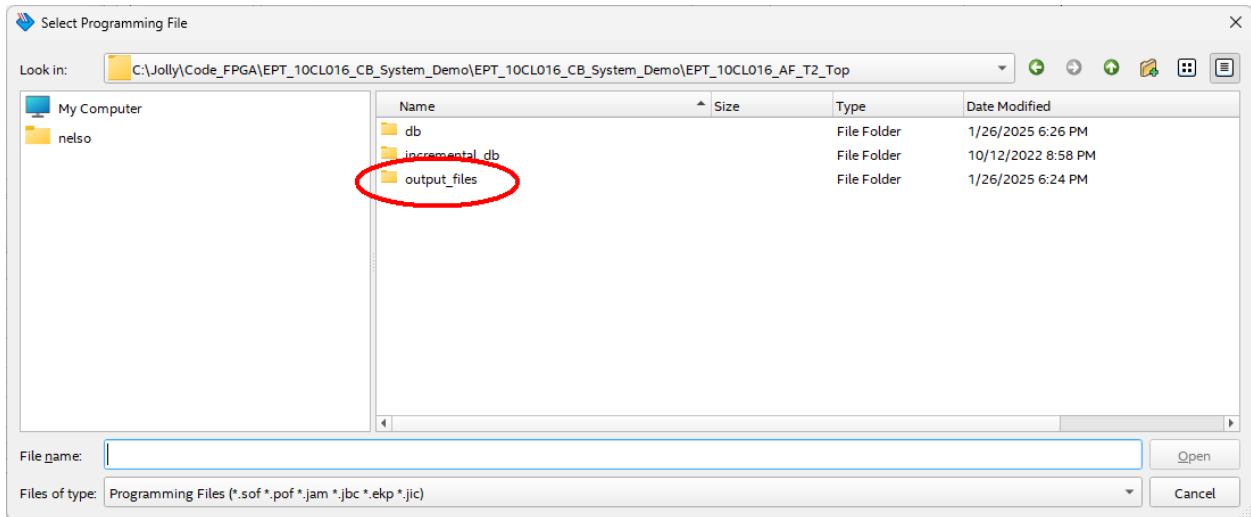 Select Programming File
Look in: C:\Jolly\Code_FPGA\EPT_10CL016_CB_System_Demo\EPT_10CL016_CB_System_Demo\EPT_10CL016_AF_T2_Top
My Computer
nelso
Name Size Type Date Modified
db File Folder 1/26/2025 6:26 PM
incremental_db File Folder 10/12/2022 8:58 PM
output_files File Folder 1/26/2025 6:24 PM
File name: Open
Files of type: Programming Files (*.sof *.pof *.jam *.jbc *.ekp *.jic) Cancel